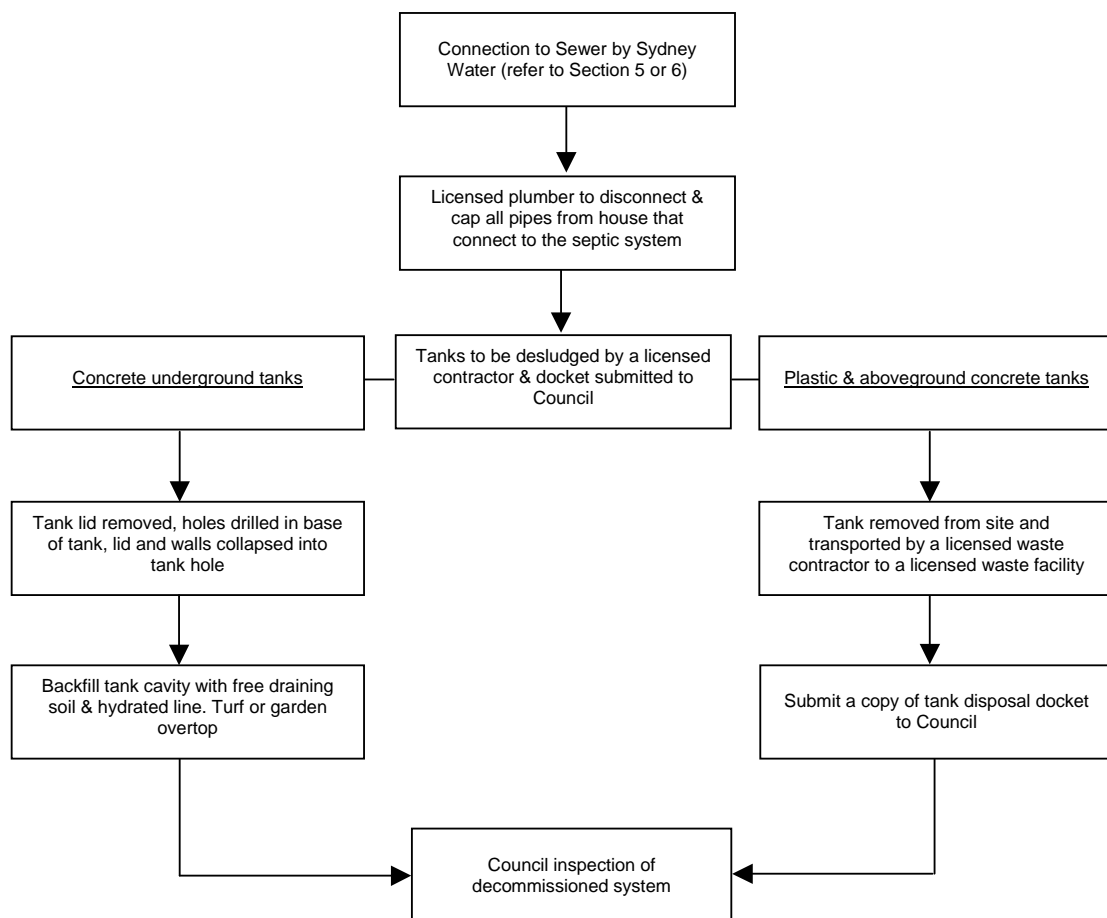 Connection to Sewer by Sydney
Water (refer to Section 5 or 6)
Licensed plumber to disconnect &
cap all pipes from house that
connect to the septic system
Concrete underground tanks
Tanks to be desludged by a licensed
contractor & docket submitted to
Council
Plastic & aboveground concrete tanks
Tank lid removed, holes drilled in base
of tank, lid and walls collapsed into
tank hole
Tank removed from site and
transported by a licensed waste
contractor to a licensed waste facility
Backfill tank cavity with free draining
soil & hydrated line. Turf or garden
overtop
Submit a copy of tank disposal docket
to Council
Council inspection of
decommissioned system